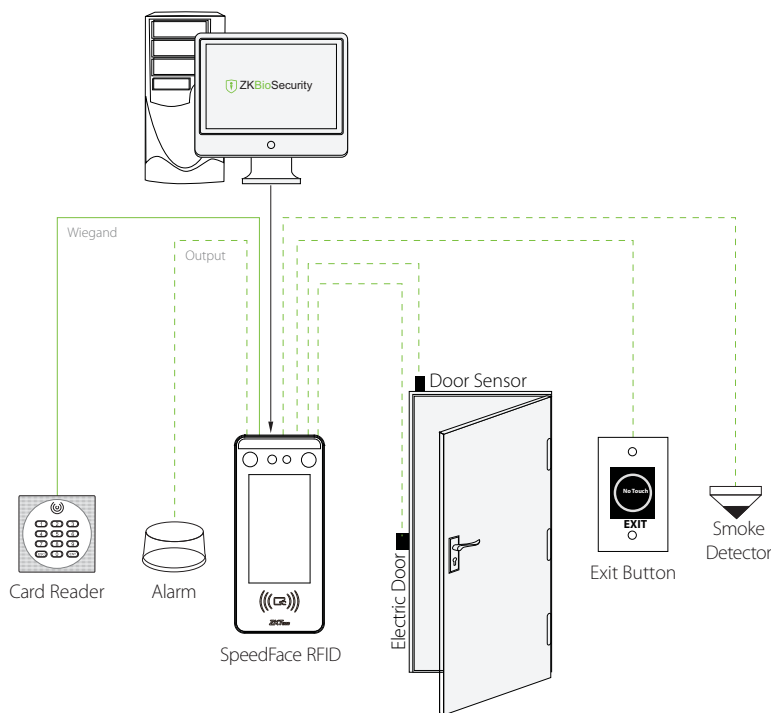 ZKBioSecurity
Wiegand
Output
Door Sensor
No Touch
EXIT
Smoke
Detector
Exit Button
Electric Door
Card Reader
Alarm
SpeedFace RFID